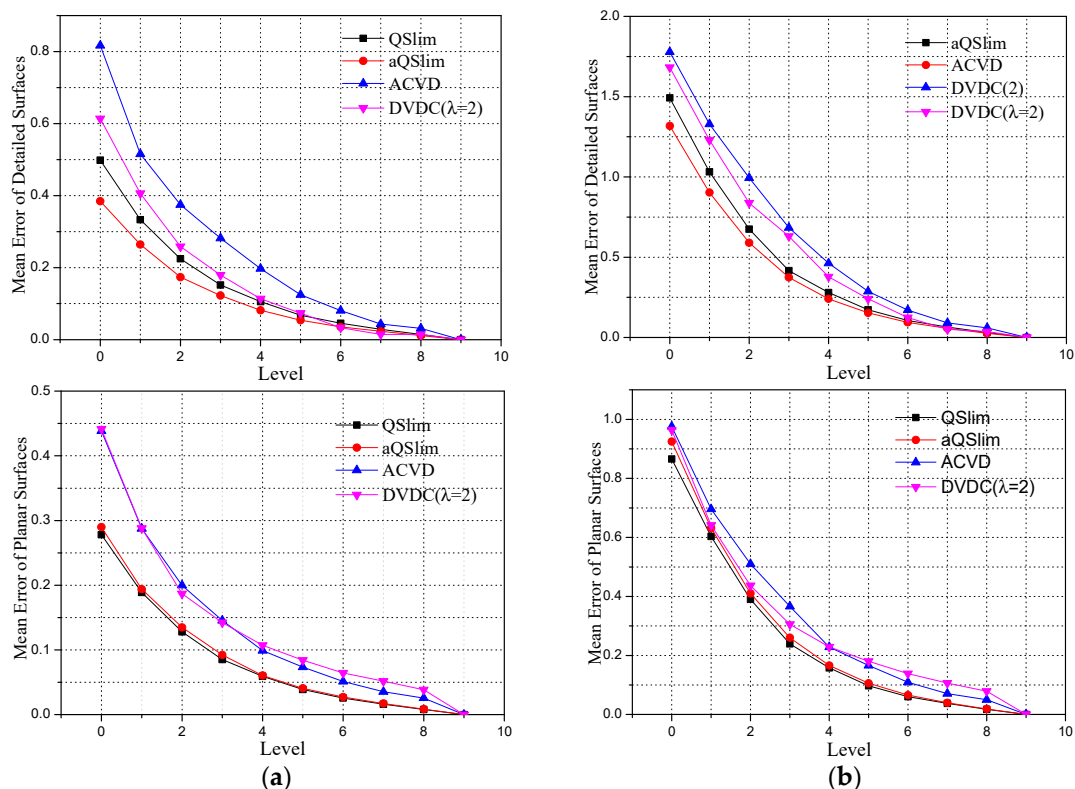 Mean Error of Detailed Surfaces
0.8
0.6
0.4
0.2
0.0
QSlim
aQSlim
ACVD
DVDC(λ=2)
0
2
4
6
8
10
Level
Mean Error of Detailed Surfaces
2.0
1.5
1.0
0.5
0.0
aQSlim
ACVD
DVDC(2)
DVDC(λ=2)
0
2
4
6
8
10
Level
Mean Error of Planar Surfaces
0.5
0.4
0.3
0.2
0.1
0.0
QSlim
aQSlim
ACVD
DVDC(λ=2)
0
2
4
6
8
10
Level
(a)
Mean Error of Planar Surfaces
1.0
0.8
0.6
0.4
0.2
0.0
QSlim
aQSlim
ACVD
DVDC(λ=2)
0
2
4
6
8
10
Level
(b)